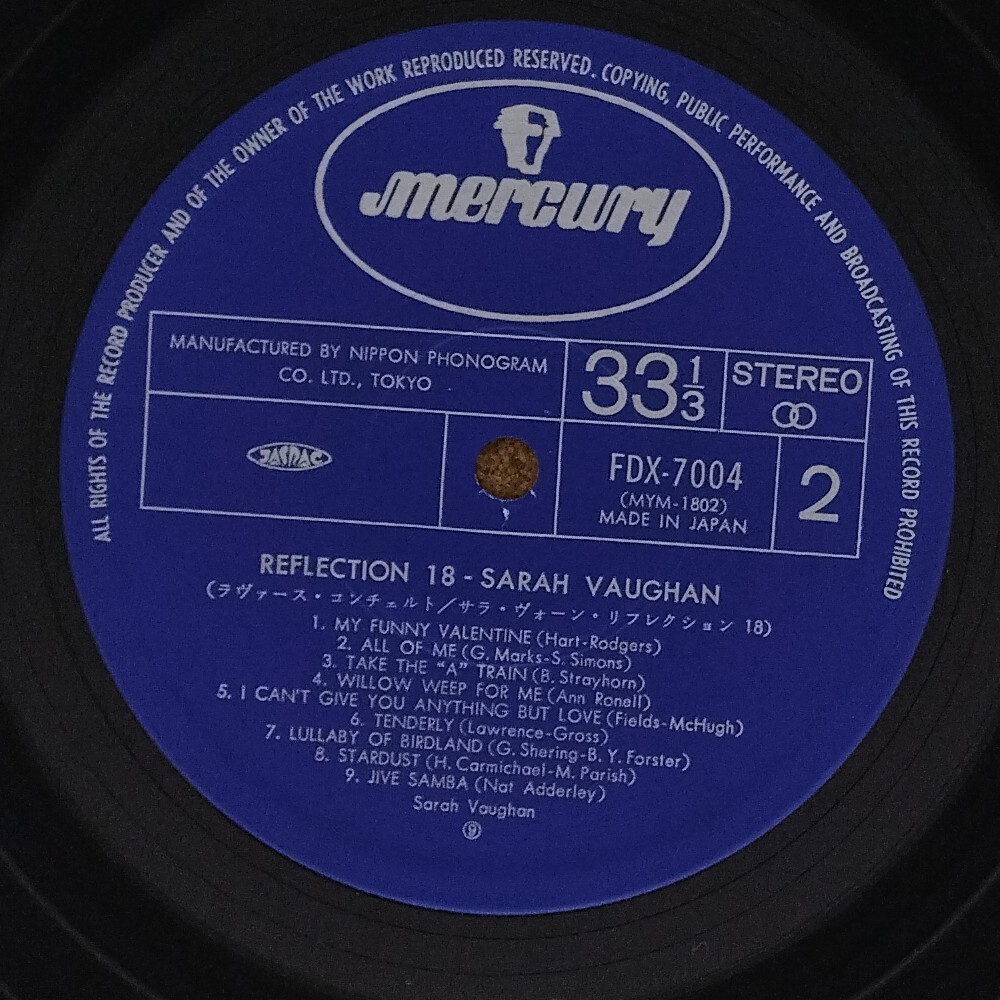 ALL RIGHTS OF THE RECORD PRODUCER AND OF THE OWNER OF THE WORK REPRODUCED RESERVED. COPYING, PUBLIC PERFORMANCE AND BROADCASTING OF THIS RECORD PROHIBITED
mercury
MANUFACTURED BY NIPPON PHONOGRAM
CO. LTD., TOKYO
33 1/3
STEREO
JASRAC
FDX-7004
(MYM-1802)
MADE IN JAPAN
2
REFLECTION 18 - SARAH VAUGHAN
(ラヴァース・コンチェルト/サラ・ヴォーン・リフレクション 18)
1. MY FUNNY VALENTINE (Hart-Rodgers)
2. ALL OF ME (G. Marks-S. Simons)
3. TAKE THE "A" TRAIN (B. Strayhorn)
4. WILLOW WEEP FOR ME (Ann Ronell)
5. I CAN'T GIVE YOU ANYTHING BUT LOVE (Fields-McHugh)
6. TENDERLY (Lawrence-Gross)
7. LULLABY OF BIRDLAND (G. Shering-B. Y. Forster)
8. STARDUST (H. Carmichael-M. Parish)
9. JIVE SAMBA (Nat Adderley)
Sarah Vaughan
⑨